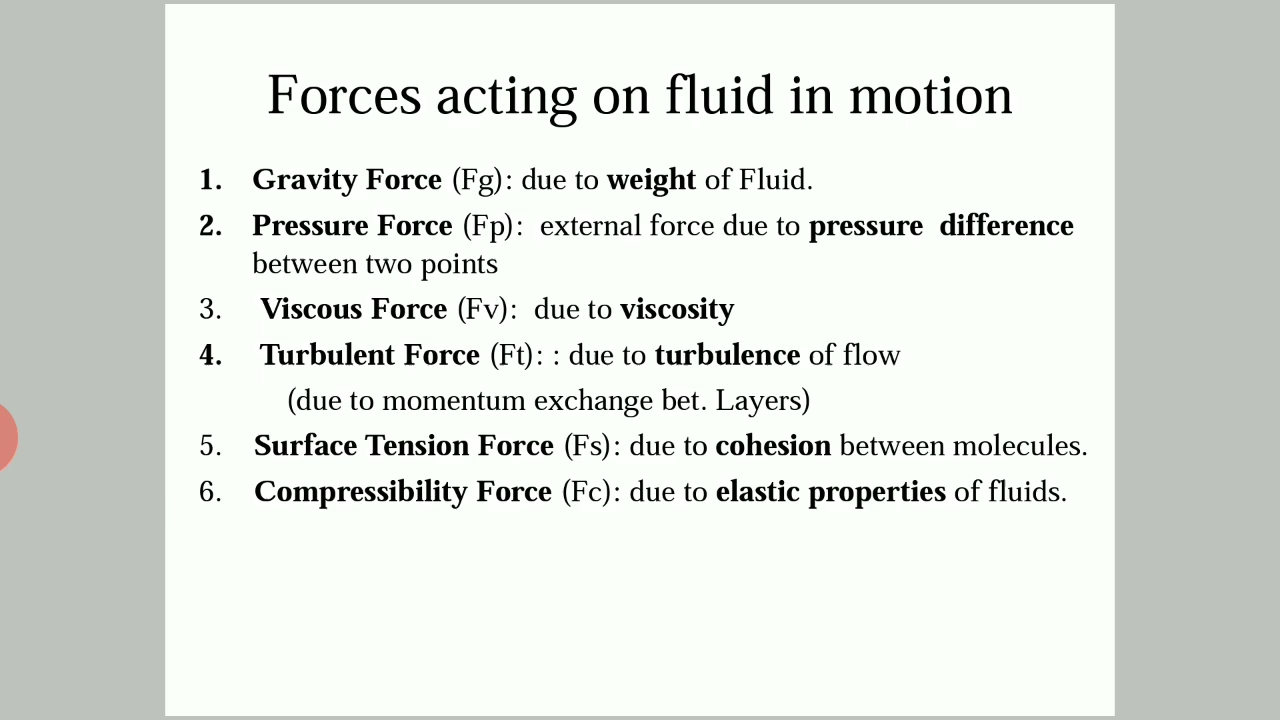 Forces acting on fluid in motion
1. Gravity Force (Fg): due to weight of Fluid.
2. Pressure Force (Fp): external force due to pressure difference
between two points
3. Viscous Force (Fv): due to viscosity
4. Turbulent Force (Ft): : due to turbulence of flow
(due to momentum exchange bet. Layers)
5. Surface Tension Force (Fs): due to cohesion between molecules.
6. Compressibility Force (Fc): due to elastic properties of fluids.